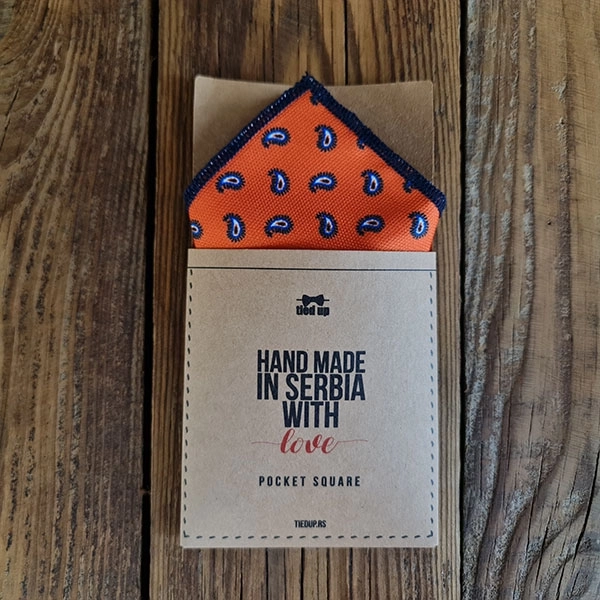 tied up
HAND MADE
IN SERBIA
WITH
love
POCKET SQUARE
TIEDUP.RS